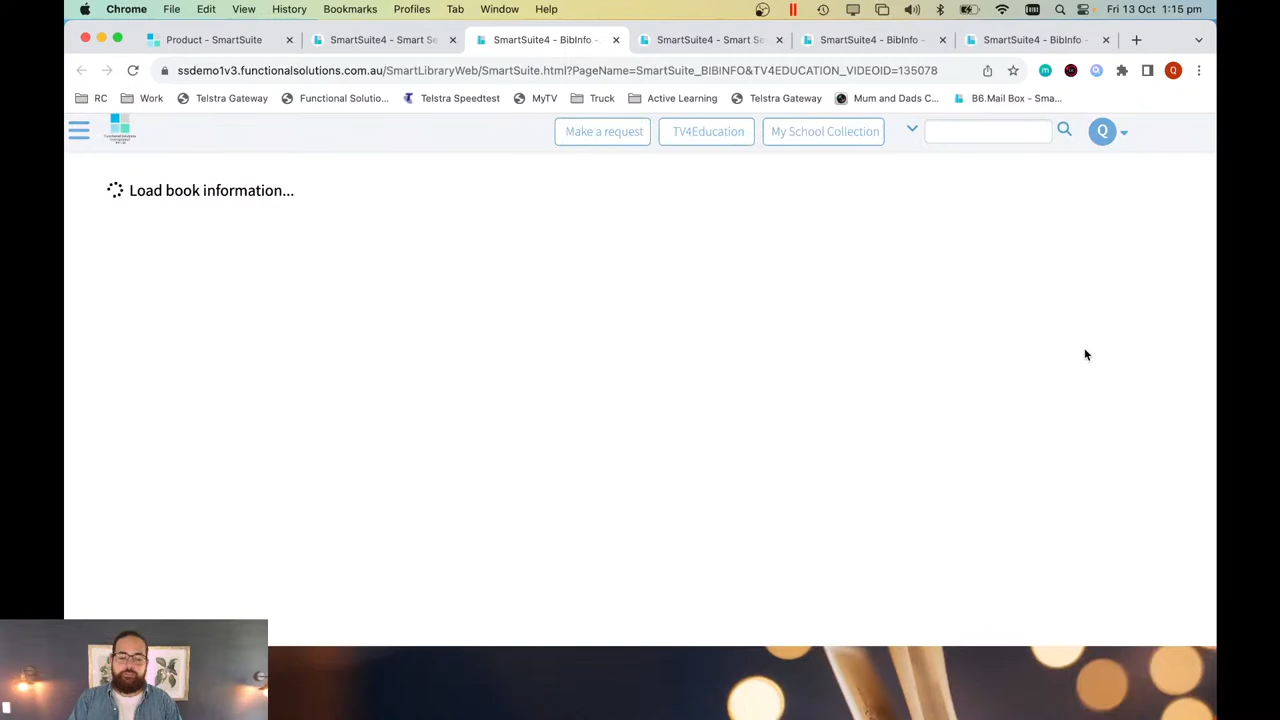 Chrome File Edit View History Bookmarks Profiles Tab Window Help Fri 13 Oct 1:15 pm
Product - SmartSuite SmartSuite4 - Smart Se SmartSuite4 - BibInfo - SmartSuite4 - Smart Se SmartSuite4 - BibInfo - SmartSuite4 - BibInfo -
ssdemo1v3.functionalsolutions.com.au/SmartLibraryWeb/SmartSuite.html?PageName=SmartSuite_BIBINFO&TV4EDUCATION_VIDEOID=135078
RC Work Telstra Gateway Functional Solutio... Telstra Speedtest MyTV Truck Active Learning Telstra Gateway Mum and Dads C... B6.Mail Box - Sma...
Make a request TV4Education My School Collection Q
Load book information...